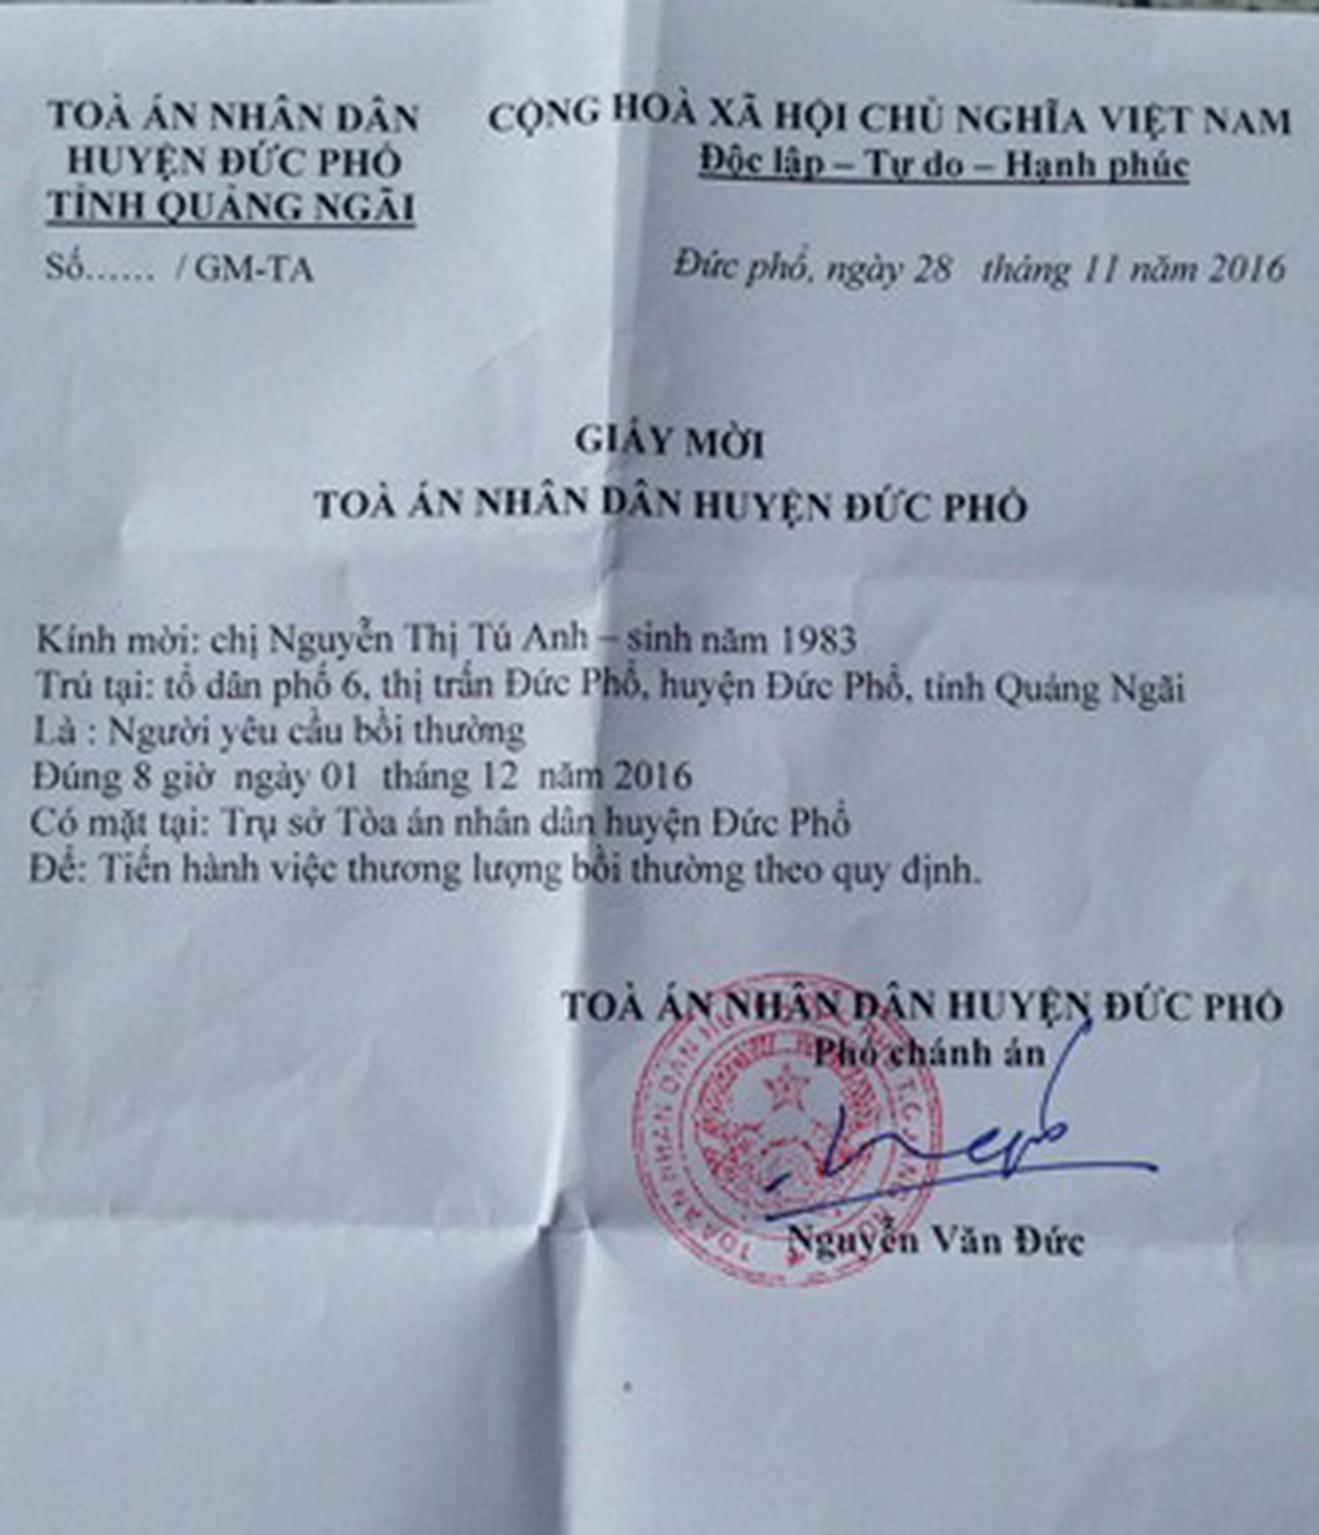 TOÀ ÁN NHÂN DÂN
HUYỆN ĐỨC PHỔ
TỈNH QUẢNG NGÃI
Số...... / GM-TA
CỘNG HOÀ XÃ HỘI CHỦ NGHĨA VIỆT NAM
Độc lập – Tự do – Hạnh phúc
Đức phổ, ngày 28 tháng 11 năm 2016
GIẤY MỜI
TOÀ ÁN NHÂN DÂN HUYỆN ĐỨC PHỔ
Kính mời: chị Nguyễn Thị Tú Anh – sinh năm 1983
Trú tại: tổ dân phố 6, thị trấn Đức Phổ, huyện Đức Phổ, tỉnh Quảng Ngãi
Là : Người yêu cầu bồi thường
Đúng 8 giờ ngày 01 tháng 12 năm 2016
Có mặt tại: Trụ sở Tòa án nhân dân huyện Đức Phổ
Để: Tiến hành việc thương lượng bồi thường theo quy định.
TOÀ ÁN NHÂN DÂN HUYỆN ĐỨC PHỔ
Phó chánh án
TOÀ ÁN NHÂN DÂN
Nguyễn Văn Đức